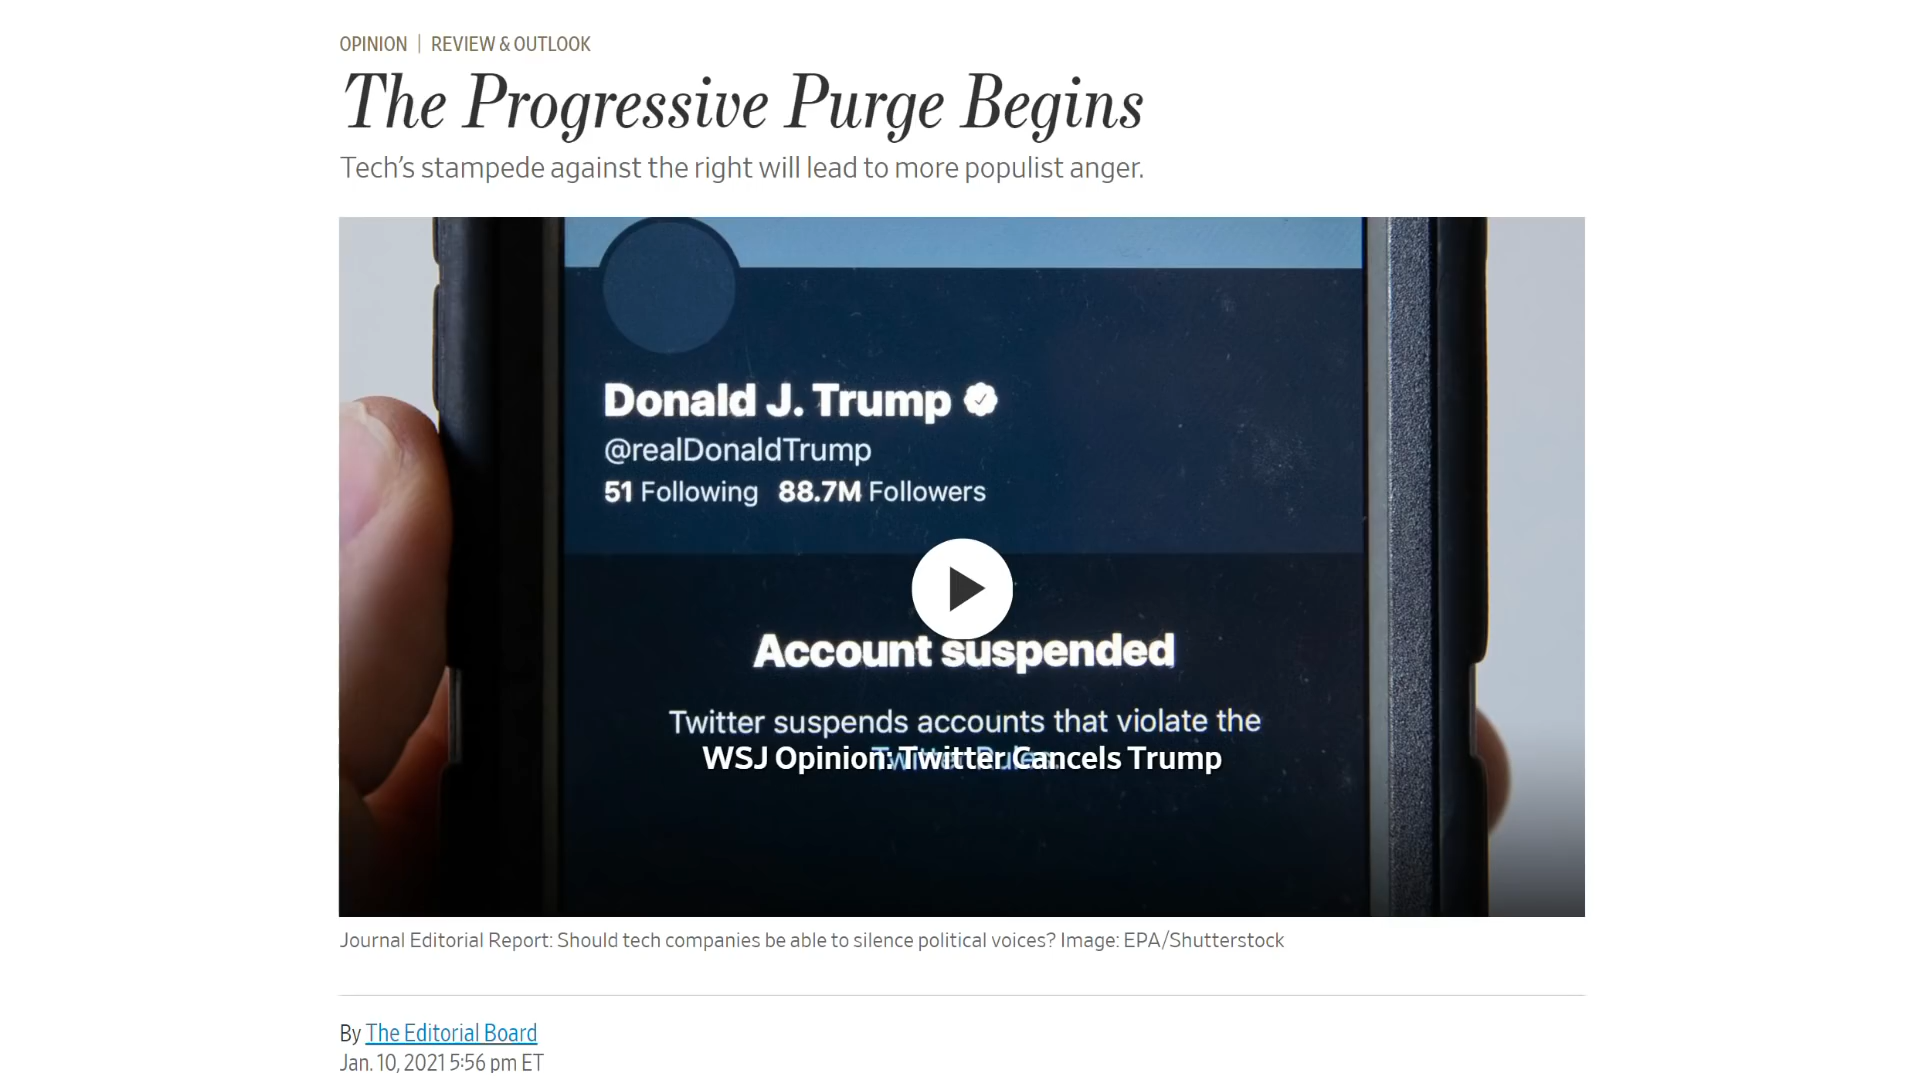 OPINION | REVIEW & OUTLOOK
The Progressive Purge Begins
Tech’s stampede against the right will lead to more populist anger.
Donald J. Trump
@realDonaldTrump
51 Following 88.7M Followers
Account suspended
Twitter suspends accounts that violate the
Twitter Rules.
WSJ Opinion: Twitter Cancels Trump
Journal Editorial Report: Should tech companies be able to silence political voices? Image: EPA/Shutterstock
By The Editorial Board
Jan. 10, 2021 5:56 pm ET